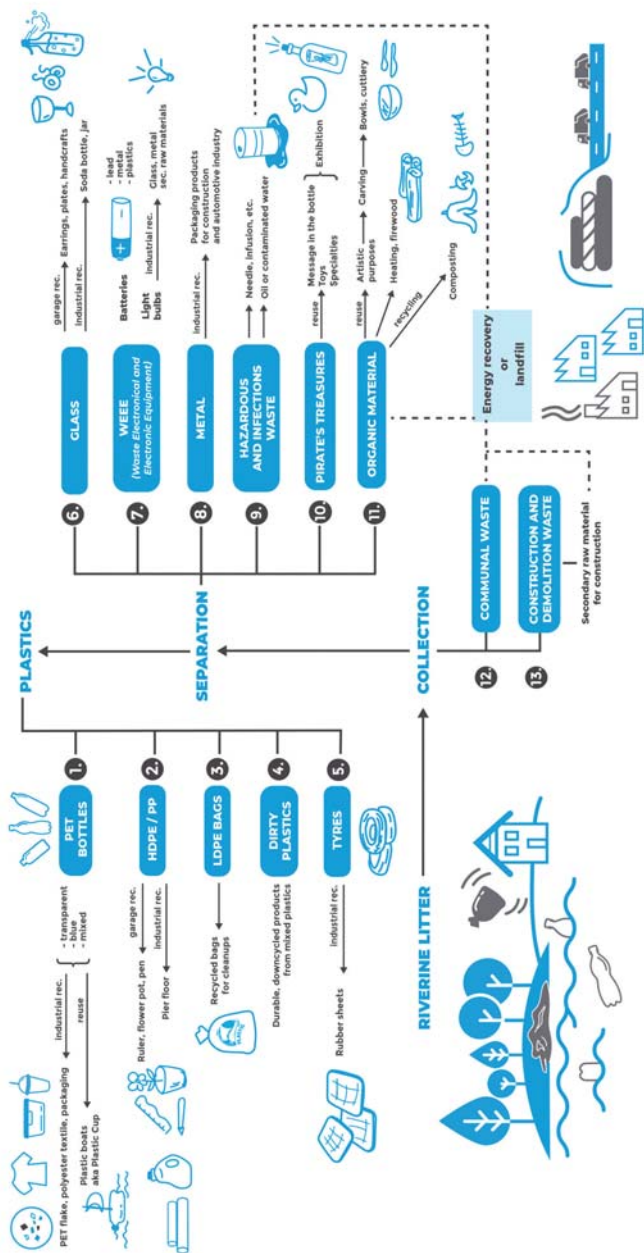 PLASTICS
SEPARATION
COLLECTION
RIVERINE LITTER
1.
PET
BOTTLES
- transparent
- blue
- mixed
industrial rec.
PET flake, polyester textile, packaging
reuse
Plastic boats
aka Plastic Cup
2.
HDPE / PP
garage rec.
Ruler, flower pot, pen
industrial rec.
Pier floor
3.
LDPE BAGS
Recycled bags
for cleanups
4.
DIRTY
PLASTICS
Durable, downcycled products
from mixed plastics
5.
TYRES
industrial rec.
Rubber sheets
6.
GLASS
garage rec.
Earrings, plates, handcrafts
industrial rec.
Soda bottle, jar
7.
WEEE
(Waste Electronical and
Electronic Equipment)
Batteries
- lead
- metal
- plastics
Light
bulbs
industrial rec.
Glass, metal
sec. raw materials
8.
METAL
industrial rec.
Packaging products
for construction
and automotive industry
9.
HAZARDOUS
AND INFECTIONS
WASTE
Needle, infusion, etc.
Oil or contaminated water
10.
PIRATE'S TREASURES
reuse
Message in the bottle
Toys
Specialties
Exhibition
11.
ORGANIC MATERIAL
reuse
Artistic
purposes
Carving
Bowls, cuttlery
Heating, firewood
recycling
Composting
12.
COMMUNAL WASTE
Energy recovery
or
landfill
13.
CONSTRUCTION AND
DEMOLITION WASTE
Secondary raw material
for construction